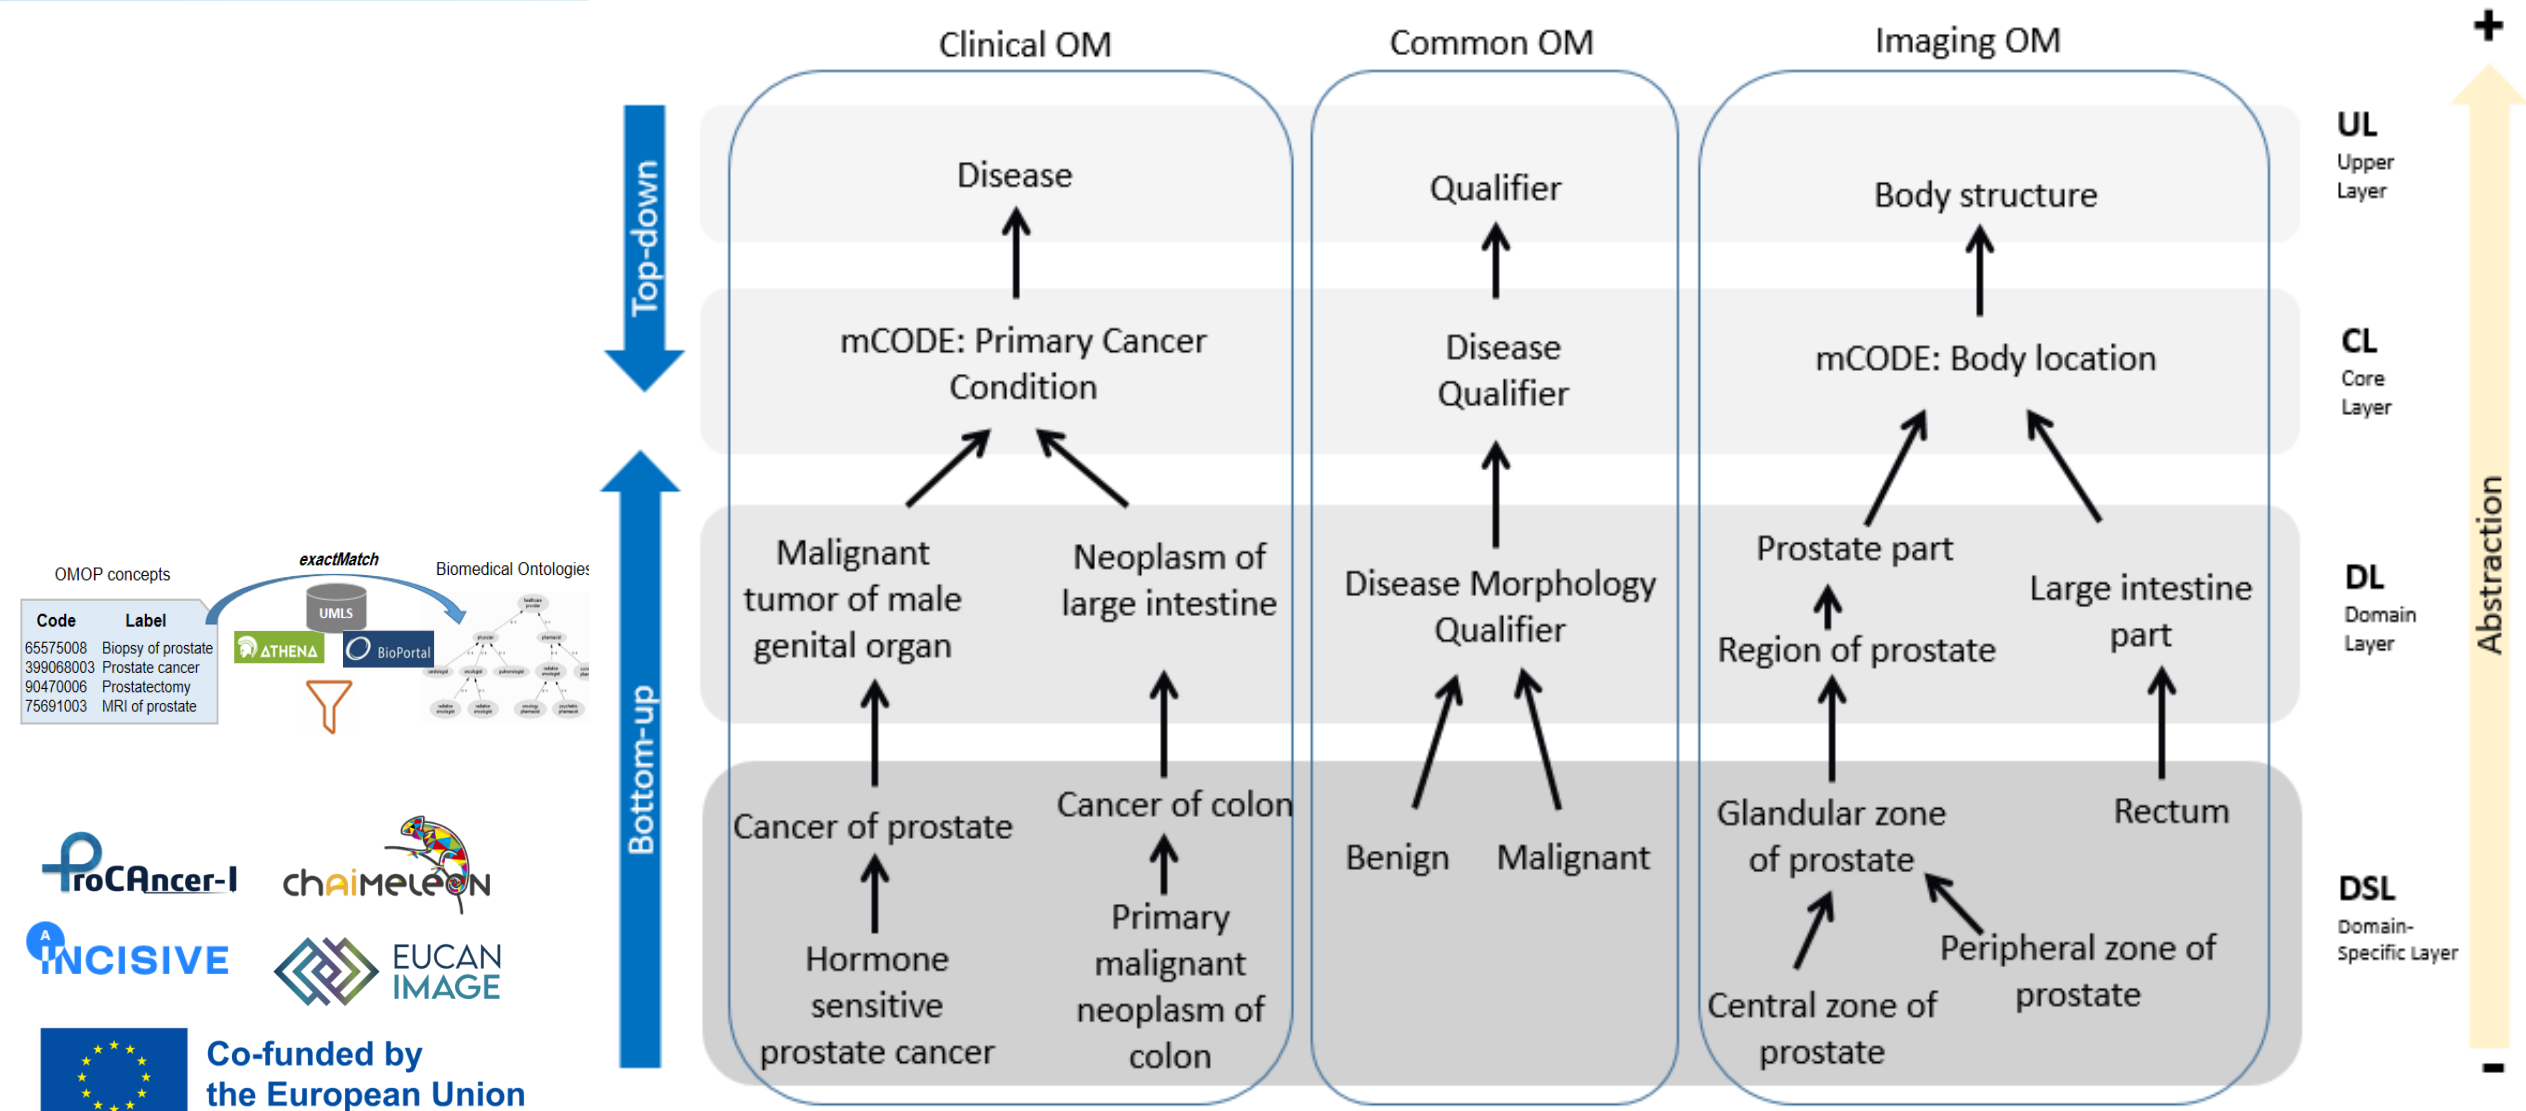 Clinical OM
Common OM
Imaging OM
+
Top-down
Bottom-up
Disease
Qualifier
Body structure
UL
Upper
Layer
mCODE: Primary Cancer
Condition
Disease
Qualifier
mCODE: Body location
CL
Core
Layer
Malignant
tumor of male
genital organ
Neoplasm of
large intestine
Disease Morphology
Qualifier
Prostate part
Region of prostate
Large intestine
part
DL
Domain
Layer
Cancer of prostate
Cancer of colon
Hormone
sensitive
prostate cancer
Primary
malignant
neoplasm of
colon
Benign
Malignant
Glandular zone
of prostate
Rectum
Central zone of
prostate
Peripheral zone of
prostate
DSL
Domain-
Specific Layer
Abstraction
-
OMOP concepts
exactMatch
Biomedical Ontologies
Code Label
65575008 Biopsy of prostate
399068003 Prostate cancer
90470006 Prostatectomy
75691003 MRI of prostate
UMLS
ATHENA
BioPortal
ProCAncer-I
chAiMeleON
A
INCISIVE
EUCAN
IMAGE
Co-funded by
the European Union